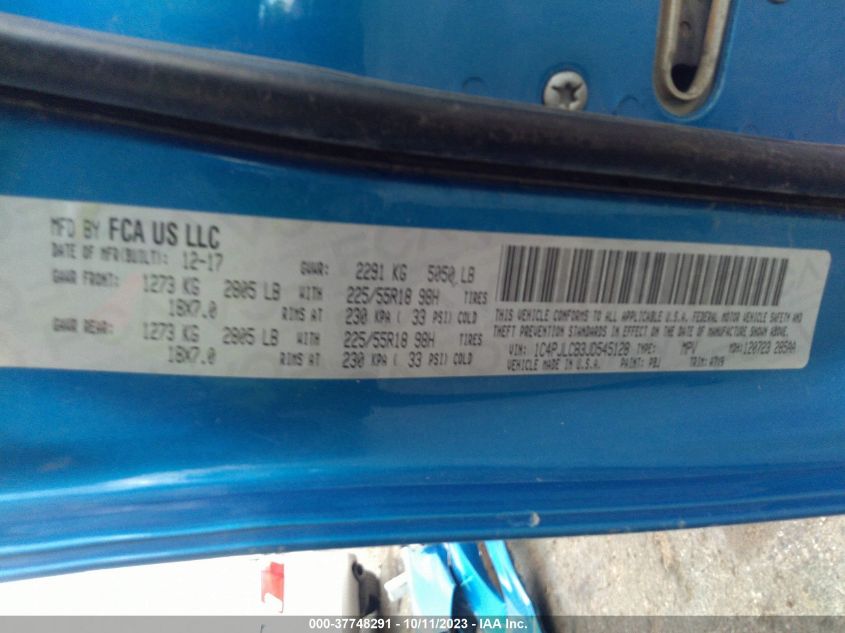 MFD BY FCA US LLC
DATE OF MFR(BUILT): 12-17 GVWR: 2291 KG 5050 LB
GAWR FRONT: 1273 KG 2805 LB WITH 225/55R18 98H TIRES
18X7.0 RIMS AT 230 KPA ( 33 PSI) COLD
GAWR REAR: 1273 KG 2805 LB WITH 225/55R18 98H TIRES
18X7.0 RIMS AT 230 KPA ( 33 PSI) COLD
THIS VEHICLE CONFORMS TO ALL APPLICABLE U.S.A. FEDERAL MOTOR VEHICLE SAFETY AND
THEFT PREVENTION STANDARDS IN EFFECT ON THE DATE OF MANUFACTURE SHOWN ABOVE.
VIN: 1C4PJLCB3JD545128 TYPE: MPV MDH: 120723 285AA
VEHICLE MADE IN U.S.A. PAINT: PBJ TRIM: A7X9
000-37748291 - 10/11/2023 - IAA Inc.